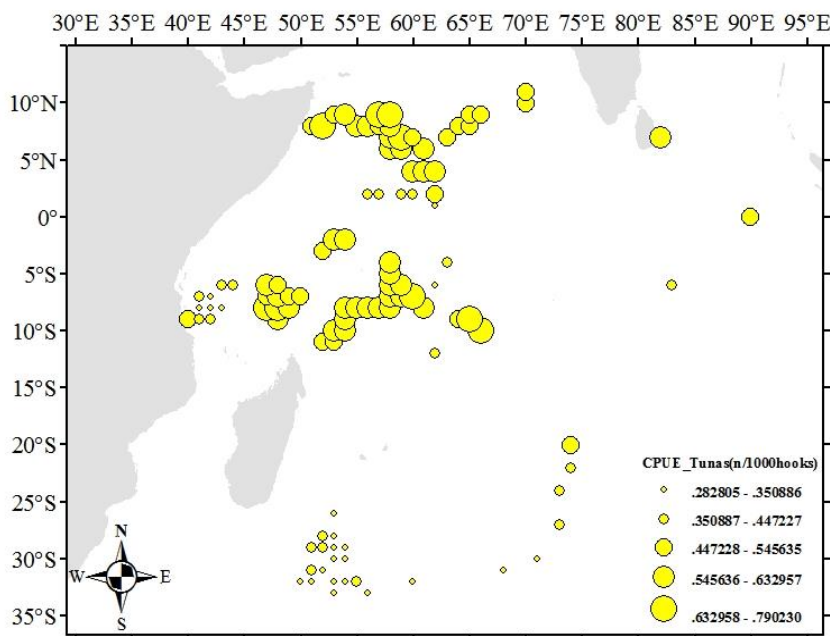 30°E 35°E 40°E 45°E 50°E 55°E 60°E 65°E 70°E 75°E 80°E 85°E 90°E 95°E
10°N
5°N
0°
5°S
10°S
15°S
20°S
25°S
30°S
35°S
CPUE_Tunas(n/1000hooks)
.282805 - .350886
.350887 - .447227
.447228 - .545635
.545636 - .632957
.632958 - .790230
N
W E
S